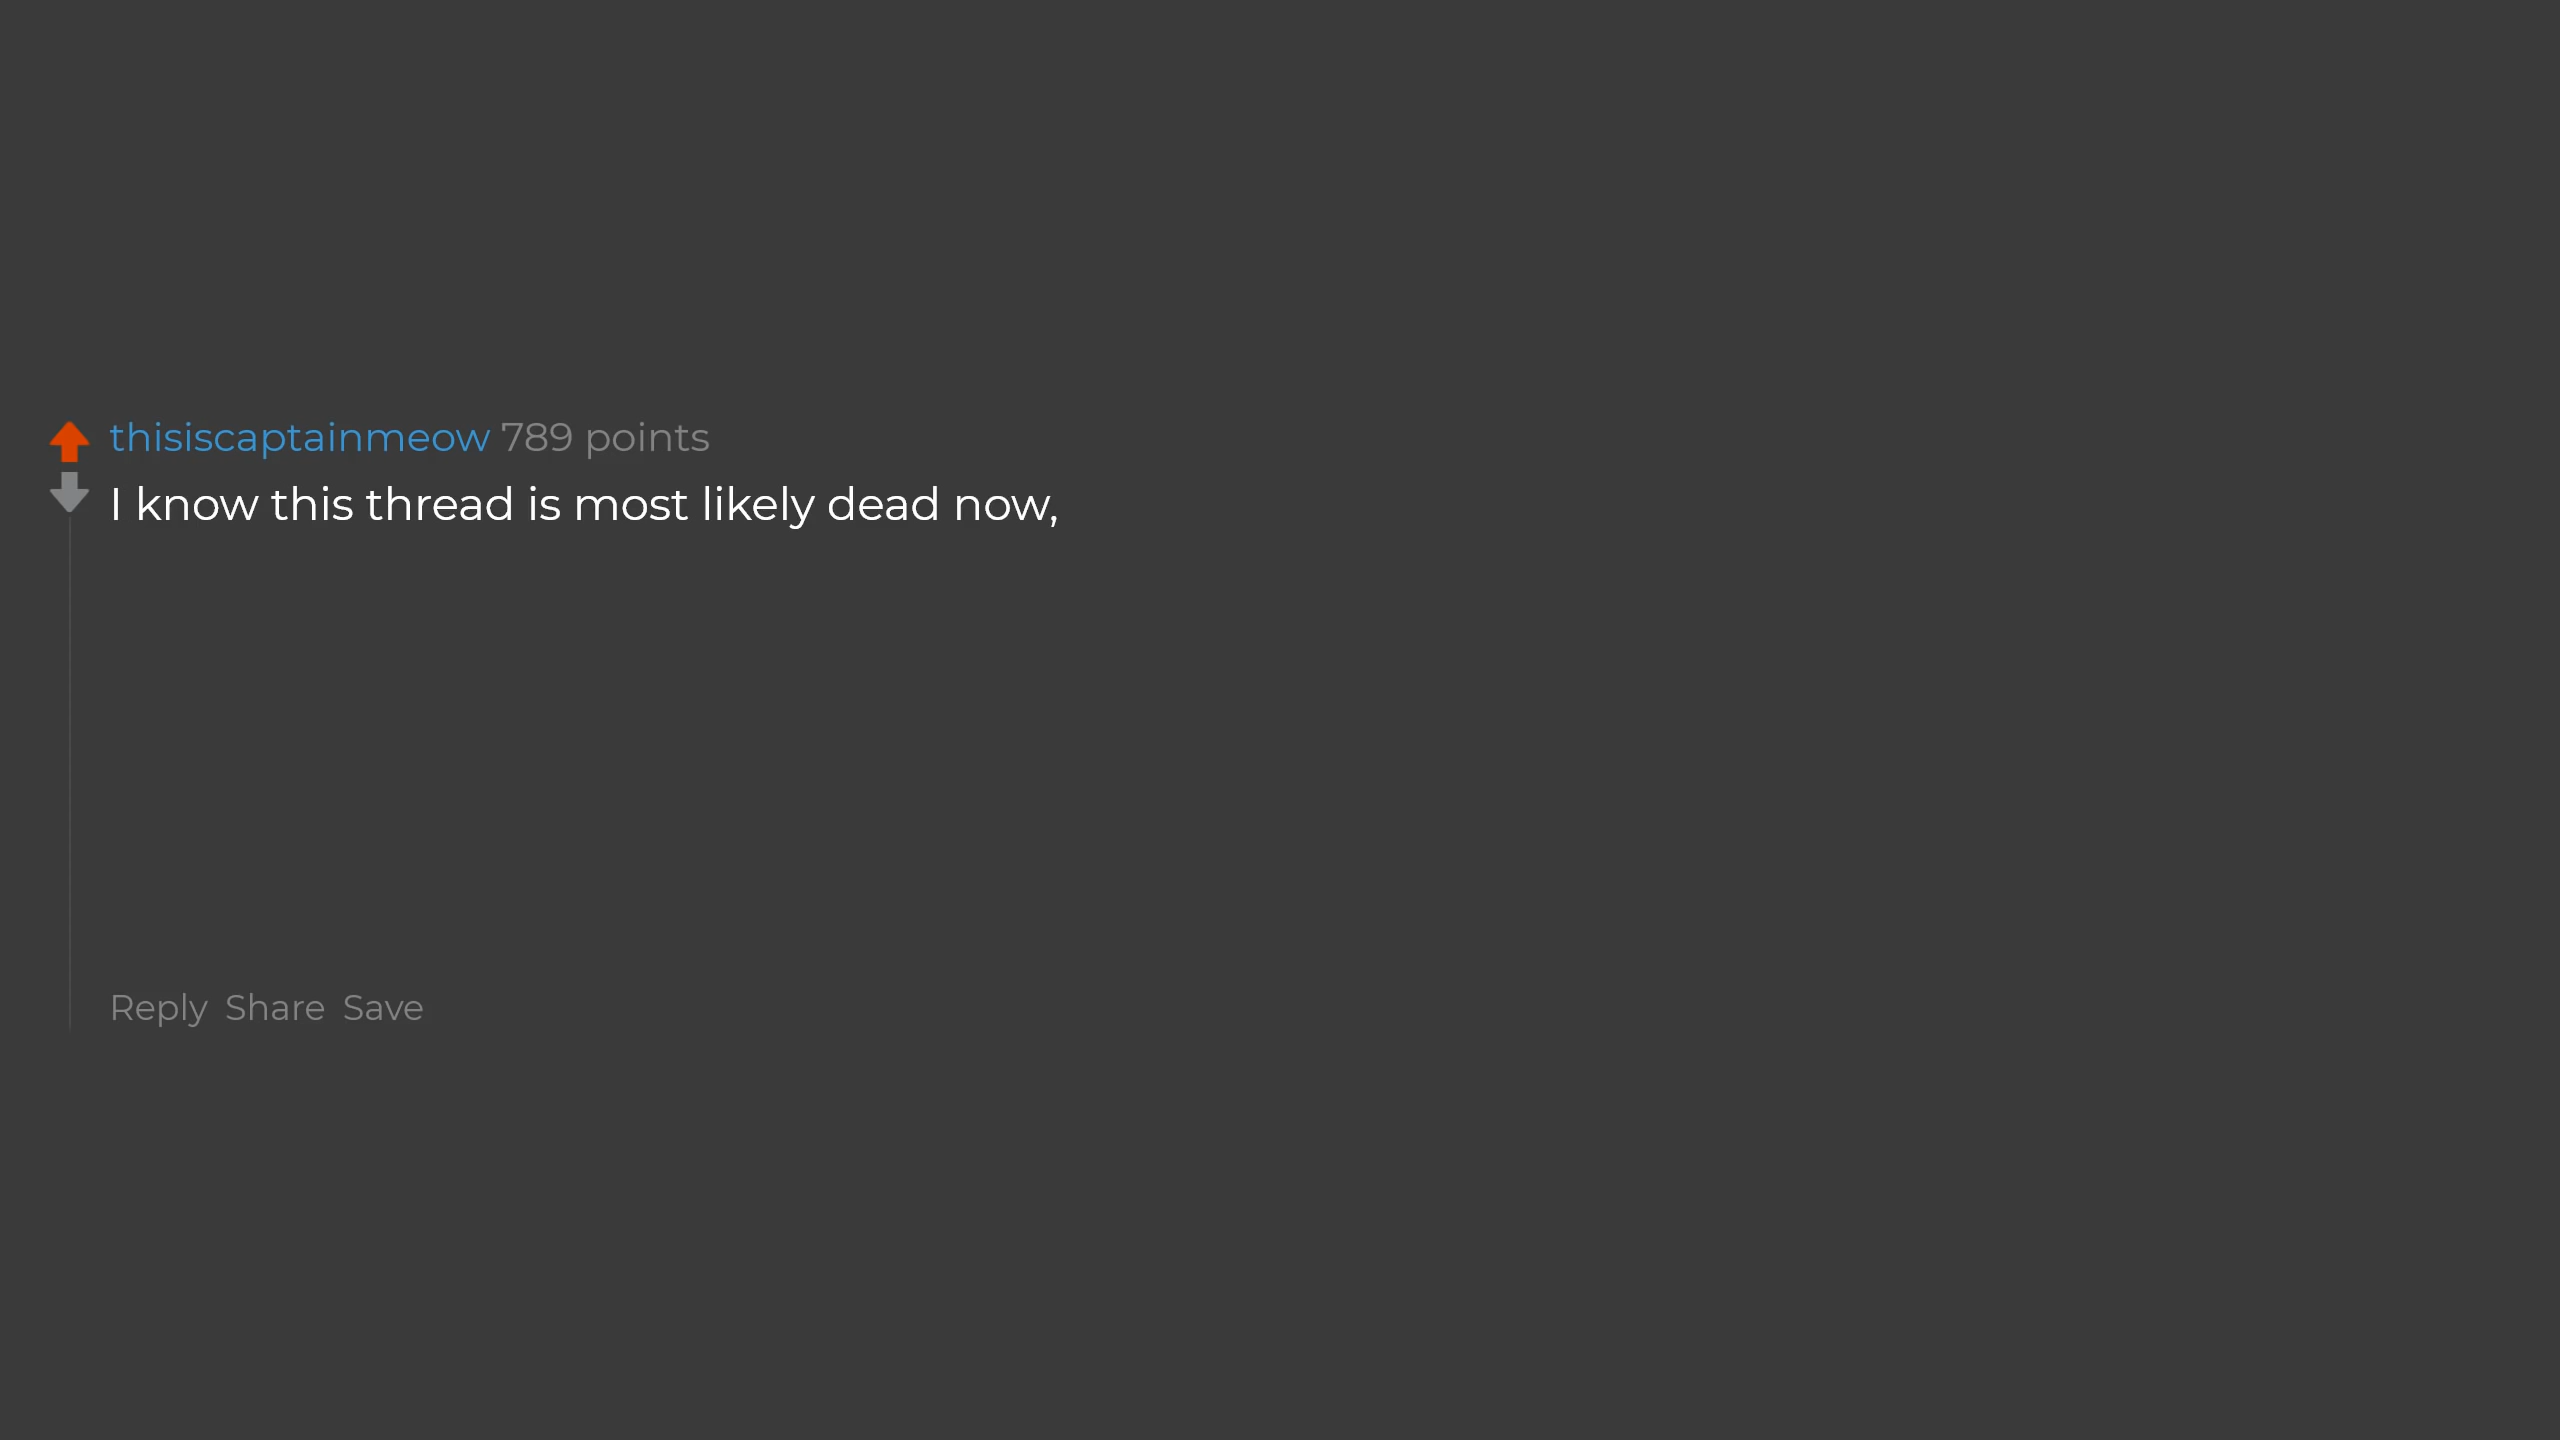 thisiscaptainmeow 789 points
I know this thread is most likely dead now,
Reply Share Save